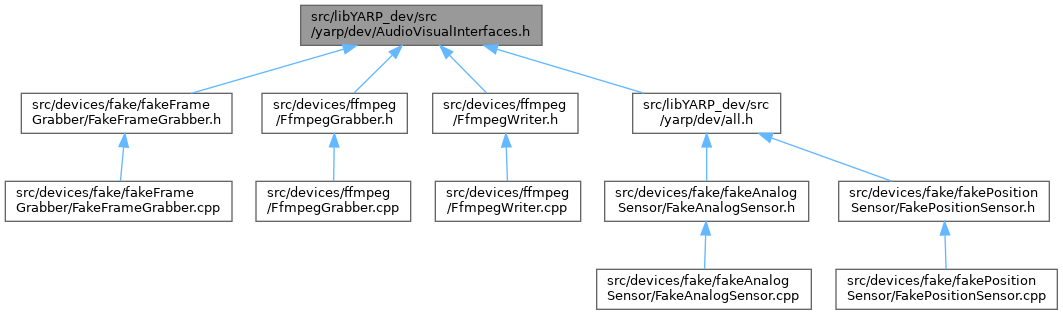 src/libYARP_dev/src
/yarp/dev/AudioVisualInterfaces.h
src/devices/fake/fakeFrame
Grabber/FakeFrameGrabber.h
src/devices/ffmpeg
/FfmpegGrabber.h
src/devices/ffmpeg
/FfmpegWriter.h
src/libYARP_dev/src
/yarp/dev/all.h
src/devices/fake/fakeFrame
Grabber/FakeFrameGrabber.cpp
src/devices/ffmpeg
/FfmpegGrabber.cpp
src/devices/ffmpeg
/FfmpegWriter.cpp
src/devices/fake/fakeAnalog
Sensor/FakeAnalogSensor.h
src/devices/fake/fakePosition
Sensor/FakePositionSensor.h
src/devices/fake/fakeAnalog
Sensor/FakeAnalogSensor.cpp
src/devices/fake/fakePosition
Sensor/FakePositionSensor.cpp